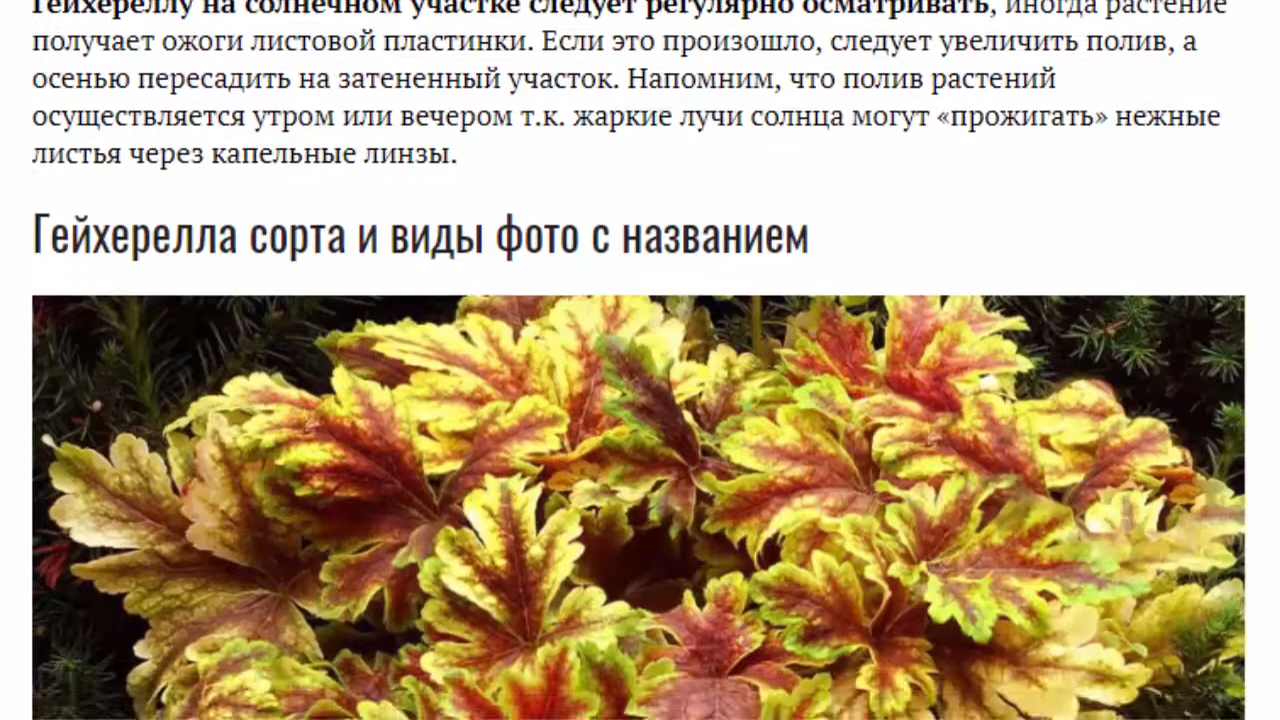 Гейхереллу на солнечном участке следует регулярно осматривать, иногда растение
получает ожоги листовой пластинки. Если это произошло, следует увеличить полив, а
осенью пересадить на затененный участок. Напомним, что полив растений
осуществляется утром или вечером т.к. жаркие лучи солнца могут «прожигать» нежные
листья через капельные линзы.
Гейхерелла сорта и виды фото с названием